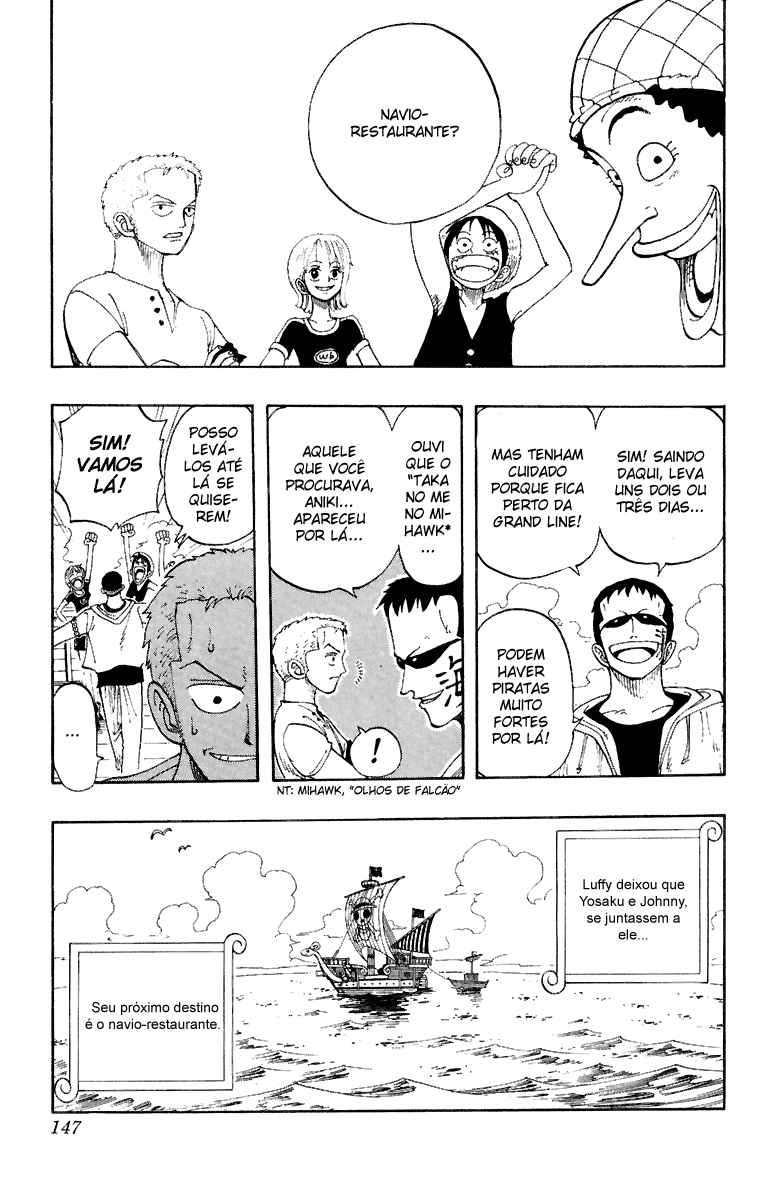 NAVIO-
RESTAURANTE?
wb
SIM! SAINDO
DAQUI, LEVA
UNS DOIS OU
TRÊS DIAS...
MAS TENHAM
CUIDADO
PORQUE FICA
PERTO DA
GRAND LINE!
PODEM
HAVER
PIRATAS
MUITO
FORTES
POR LÁ!
OUVI
QUE O
"TAKA
NO ME
NO MI-
HAWK*
...
AQUELE
QUE VOCÊ
PROCURAVA,
ANIKI...
APARECEU
POR LÁ...
!
NT: MIHAWK, "OLHOS DE FALCÃO"
POSSO
LEVÁ-
LOS ATÉ
LÁ SE
QUISE-
REM!
SIM!
VAMOS
LÁ!
...
Luffy deixou que
Yosaku e Johnny,
se juntassem a
ele...
Seu próximo destino
é o navio-restaurante.
147